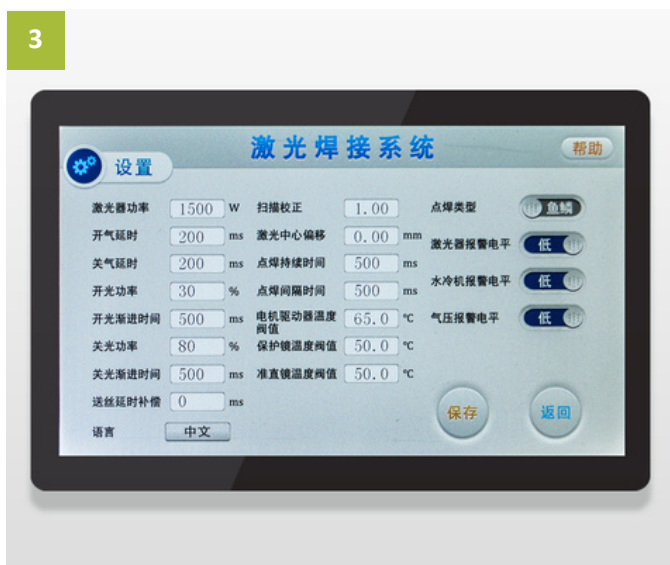 3
激光焊接系统
设置
帮助
激光器功率 1500 W 扫描校正 1.00 点焊类型 鱼鳞
开气延时 200 ms 激光中心偏移 0.00 mm 激光器报警电平 低
关气延时 200 ms 点焊持续时间 500 ms
开光功率 30 % 点焊间隔时间 500 ms 水冷机报警电平 低
开光渐进时间 500 ms 电机驱动器温度阀值 65.0 ℃ 气压报警电平 低
关光功率 80 % 保护镜温度阀值 50.0 ℃
关光渐进时间 500 ms 准直镜温度阀值 50.0 ℃
送丝延时补偿 0 ms
语言 中文
保存 返回